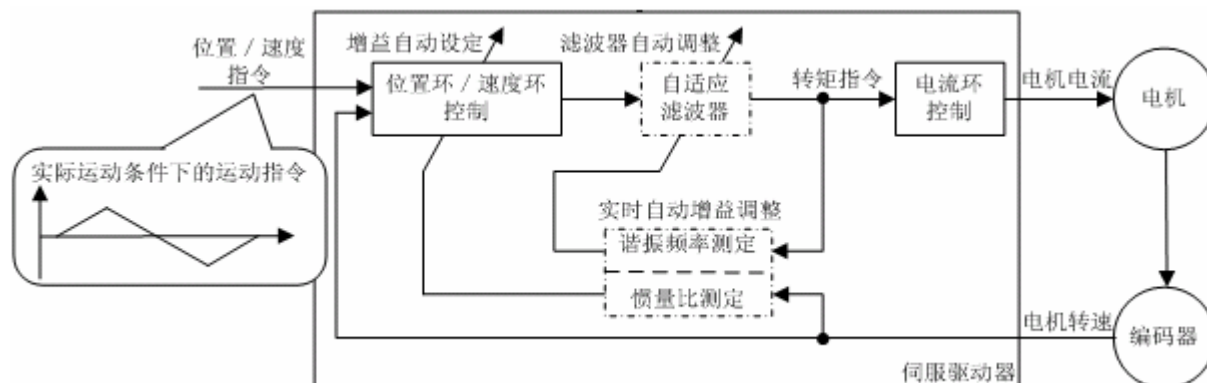 位置 / 速度
指令
增益自动设定
滤波器自动调整
位置环 / 速度环
控制
自适应
滤波器
转矩指令
电流环
控制
电机电流
电机
实际运动条件下的运动指令
实时自动增益调整
谐振频率测定
惯量比测定
电机转速
编码器
伺服驱动器